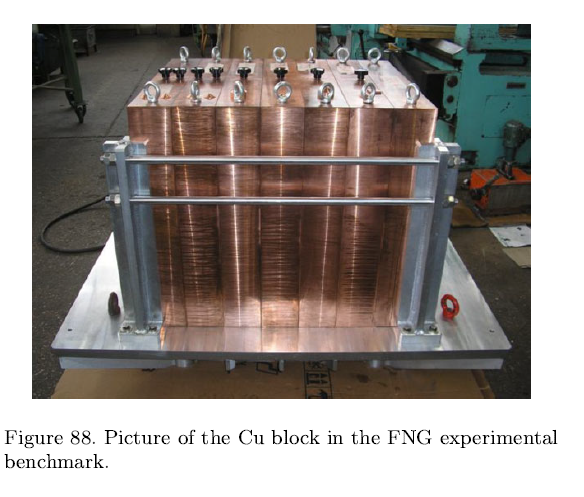 Figure 88. Picture of the Cu block in the FNG experimental
benchmark.